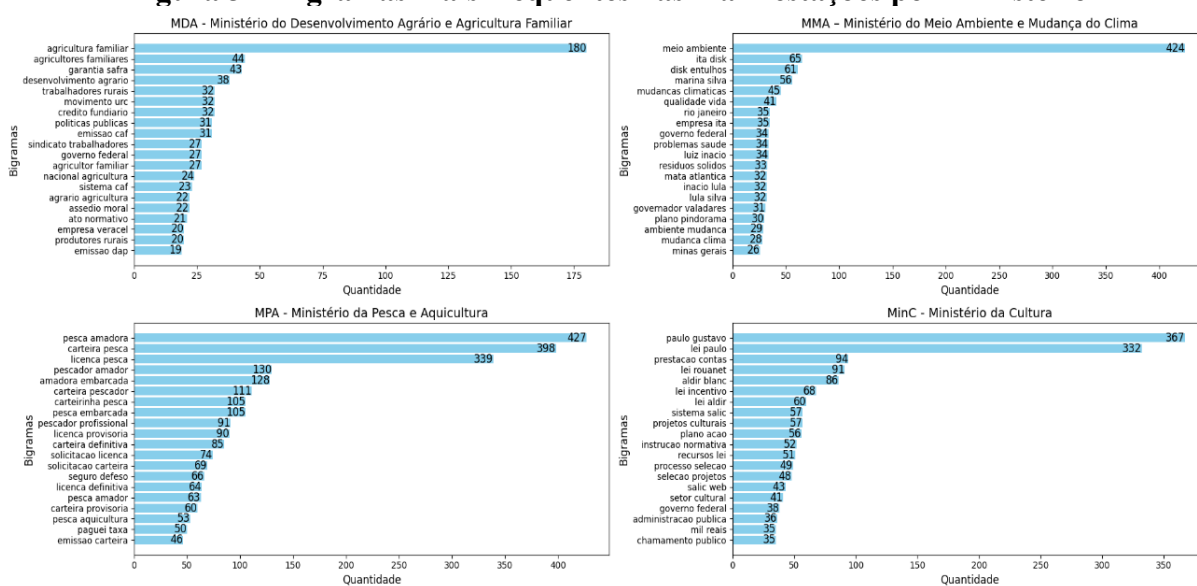 MDA - Ministério do Desenvolvimento Agrário e Agricultura Familiar
Bigramas
agricultura familiar 180
agricultores familiares 44
garantia safra 43
desenvolvimento agrario 38
trabalhadores rurais 32
movimento urc 32
credito fundiario 32
politicas publicas 31
emissao caf 31
sindicato trabalhadores 27
governo federal 27
agricultor familiar 27
nacional agricultura 24
sistema caf 23
agrario agricultura 22
assedio moral 22
ato normativo 21
empresa veracel 20
produtores rurais 20
emissao dap 19
0 25 50 75 100 125 150 175
Quantidade
MMA – Ministério do Meio Ambiente e Mudança do Clima
Bigramas
meio ambiente 424
ita disk 65
disk entulhos 61
marina silva 56
mudancas climaticas 45
qualidade vida 41
rio janeiro 35
empresa ita 35
governo federal 34
problemas saude 34
luiz inacio 34
residuos solidos 33
mata atlantica 32
inacio lula 32
lula silva 32
governador valadares 31
plano pindorama 30
ambiente mudanca 29
mudanca clima 28
minas gerais 26
0 50 100 150 200 250 300 350 400
Quantidade
MPA - Ministério da Pesca e Aquicultura
Bigramas
pesca amadora 427
carteira pesca 398
licenca pesca 339
pescador amador 130
amadora embarcada 128
carteira pescador 111
carteirinha pesca 105
pesca embarcada 105
pescador profissional 91
licenca provisoria 90
carteira definitiva 85
solicitacao licenca 74
solicitacao carteira 69
seguro defeso 66
licenca definitiva 64
pesca amador 63
carteira provisoria 60
pesca aquicultura 53
paguei taxa 50
emissao carteira 46
0 100 200 300 400
Quantidade
MinC - Ministério da Cultura
Bigramas
paulo gustavo 367
lei paulo 332
prestacao contas 94
lei rouanet 91
aldir blanc 86
lei incentivo 68
lei aldir 60
sistema salic 57
projetos culturais 57
plano acao 56
instrucao normativa 52
recursos lei 51
processo selecao 49
selecao projetos 48
salic web 43
setor cultural 41
governo federal 38
administracao publica 36
mil reais 35
chamamento publico 35
0 50 100 150 200 250 300 350
Quantidade